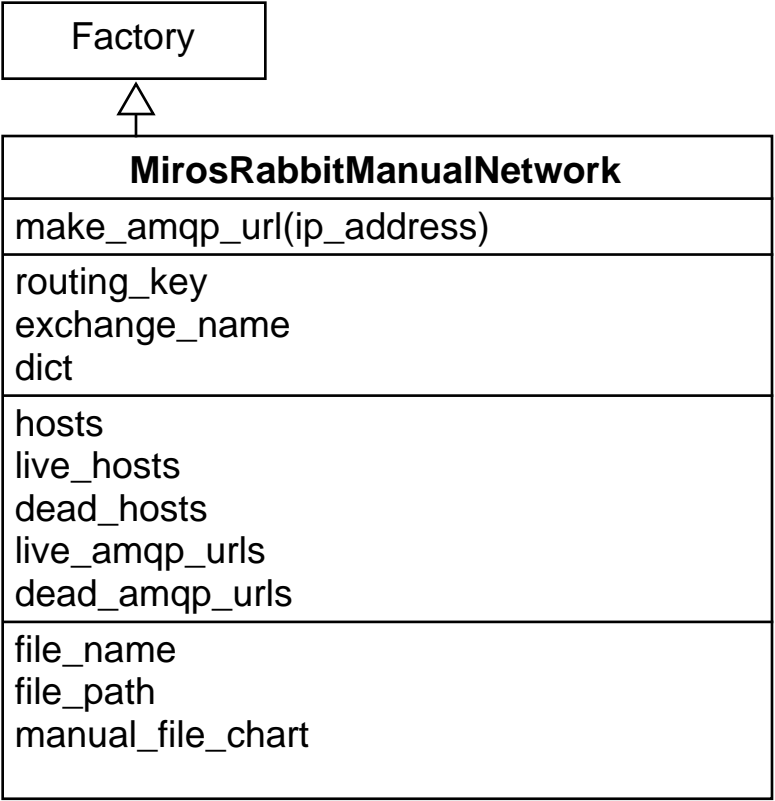 Factory
MirosRabbitManualNetwork
make_amqp_url(ip_address)
routing_key
exchange_name
dict
hosts
live_hosts
dead_hosts
live_amqp_urls
dead_amqp_urls
file_name
file_path
manual_file_chart